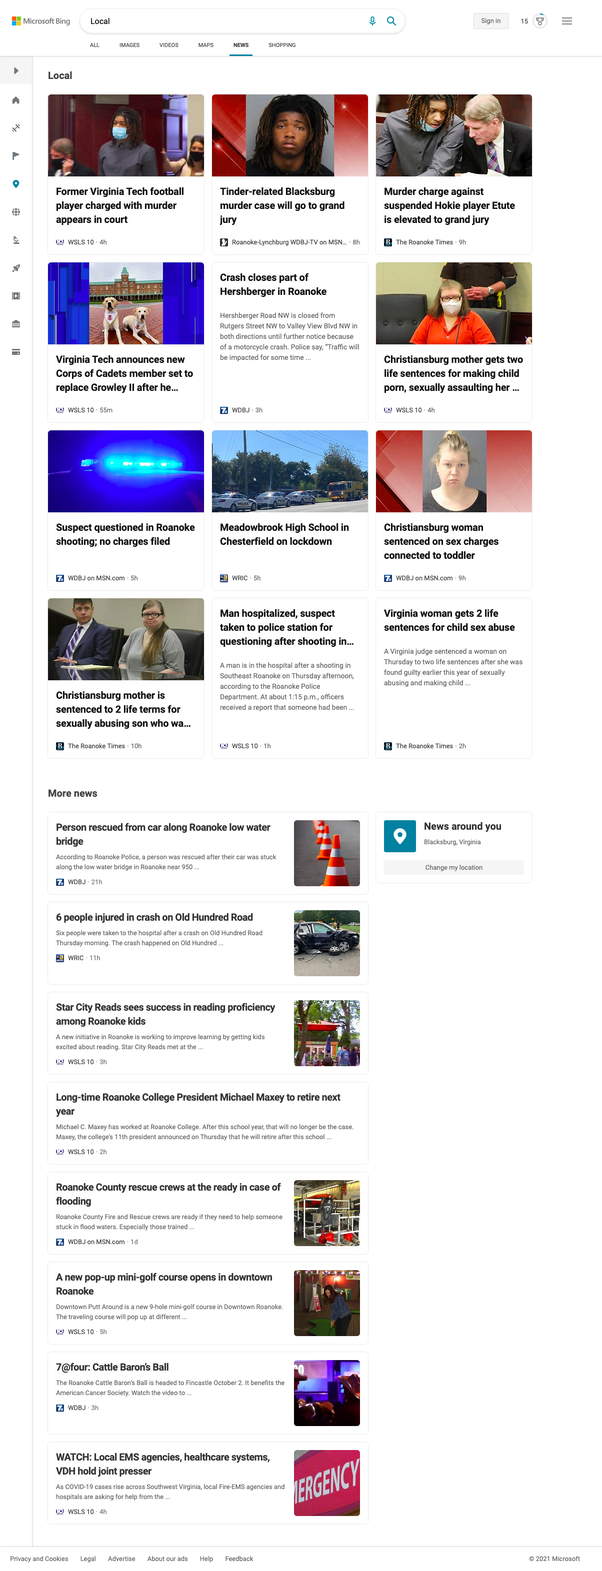 Microsoft Bing
Local
Sign in
15
ALL
IMAGES
VIDEOS
MAPS
NEWS
SHOPPING
Local
Former Virginia Tech football
player charged with murder
appears in court
WSLS 10 · 4h
Tinder-related Blacksburg
murder case will go to grand
jury
Roanoke-Lynchburg WDBJ-TV on MSN... · 8h
Murder charge against
suspended Hokie player Etute
is elevated to grand jury
The Roanoke Times · 9h
Virginia Tech announces new
Corps of Cadets member set to
replace Growley II after he...
WSLS 10 · 55m
Crash closes part of
Hershberger in Roanoke
Hershberger Road NW is closed from
Rutgers Street NW to Valley View Blvd NW in
both directions until further notice because
of a motorcycle crash. Police say, "Traffic will
be impacted for some time ...
WDBJ · 3h
Christiansburg mother gets two
life sentences for making child
porn, sexually assaulting her ...
WSLS 10 · 4h
Suspect questioned in Roanoke
shooting; no charges filed
WDBJ on MSN.com · 5h
Meadowbrook High School in
Chesterfield on lockdown
WRIC · 5h
Christiansburg woman
sentenced on sex charges
connected to toddler
WDBJ on MSN.com · 9h
Christiansburg mother is
sentenced to 2 life terms for
sexually abusing son who wa...
The Roanoke Times · 10h
Man hospitalized, suspect
taken to police station for
questioning after shooting in...
A man is in the hospital after a shooting in
Southeast Roanoke on Thursday afternoon,
according to the Roanoke Police
Department. At about 1:15 p.m., officers
received a report that someone had been ...
WSLS 10 · 1h
Virginia woman gets 2 life
sentences for child sex abuse
A Virginia judge sentenced a woman on
Thursday to two life sentences after she was
found guilty earlier this year of sexually
abusing and making child ...
The Roanoke Times · 2h
More news
Person rescued from car along Roanoke low water
bridge
According to Roanoke Police, a person was rescued after their car was stuck
along the low water bridge in Roanoke near 950 ...
WDBJ · 21h
News around you
Blacksburg, Virginia
Change my location
6 people injured in crash on Old Hundred Road
Six people were taken to the hospital after a crash on Old Hundred Road
Thursday morning. The crash happened on Old Hundred ...
WRIC · 11h
Star City Reads sees success in reading proficiency
among Roanoke kids
A new initiative in Roanoke is working to improve learning by getting kids
excited about reading. Star City Reads met at the ...
WSLS 10 · 3h
Long-time Roanoke College President Michael Maxey to retire next
year
Michael C. Maxey has worked at Roanoke College. After this school year, that will no longer be the case.
Maxey, the college's 11th president announced on Thursday that he will retire after this school ...
WSLS 10 · 2h
Roanoke County rescue crews at the ready in case of
flooding
Roanoke County Fire and Rescue crews are ready if they need to help someone
stuck in flood waters. Especially those trained ...
WDBJ on MSN.com · 1d
A new pop-up mini-golf course opens in downtown
Roanoke
Downtown Putt Around is a new 9-hole mini-golf course in Downtown Roanoke.
The traveling course will pop up at different ...
WSLS 10 · 5h
7@four: Cattle Baron's Ball
The Roanoke Cattle Baron's Ball is headed to Fincastle October 2. It benefits the
American Cancer Society. Watch the video to ...
WDBJ · 3h
WATCH: Local EMS agencies, healthcare systems,
VDH hold joint presser
As COVID-19 cases rise across Southwest Virginia, local Fire-EMS agencies and
hospitals are asking for help from the ...
WSLS 10 · 4h
MERGENCY
Privacy and Cookies
Legal
Advertise
About our ads
Help
Feedback
© 2021 Microsoft